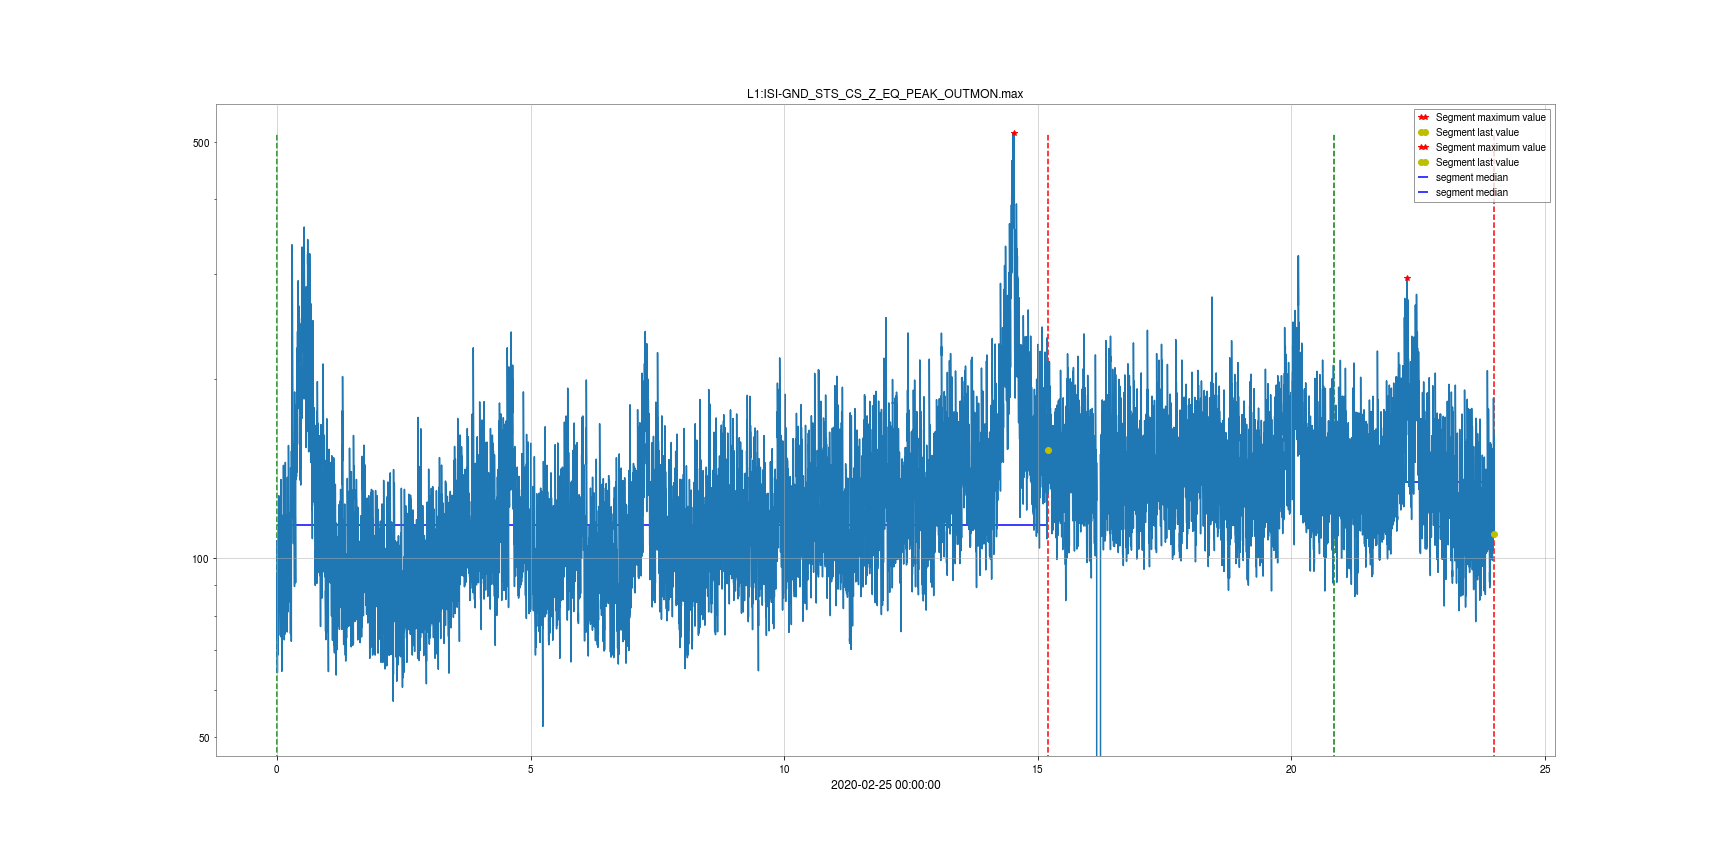 L1:ISI-GND_STS_CS_Z_EQ_PEAK_OUTMON.max
500
100
50
Segment maximum value
Segment last value
Segment maximum value
Segment last value
segment median
segment median
0 5 10 15 20 25
2020-02-25 00:00:00